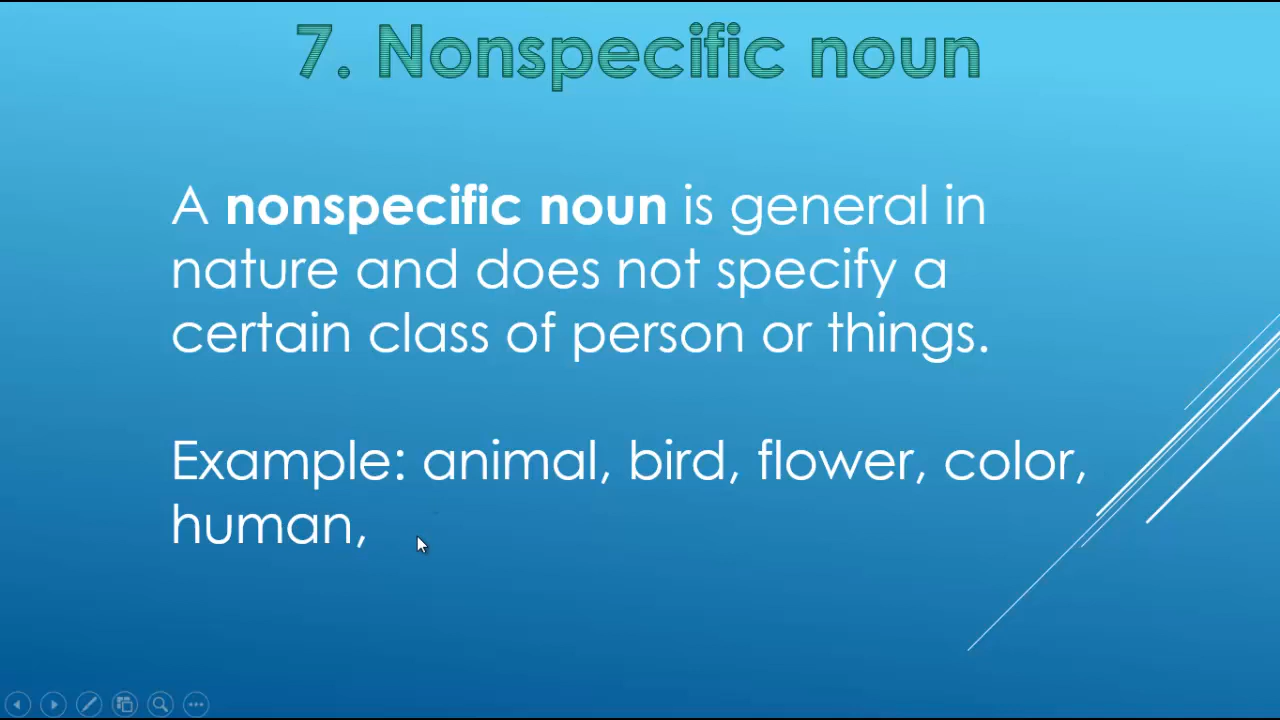 7. Nonspecific noun
A nonspecific noun is general in
nature and does not specify a
certain class of person or things.
Example: animal, bird, flower, color,
human,